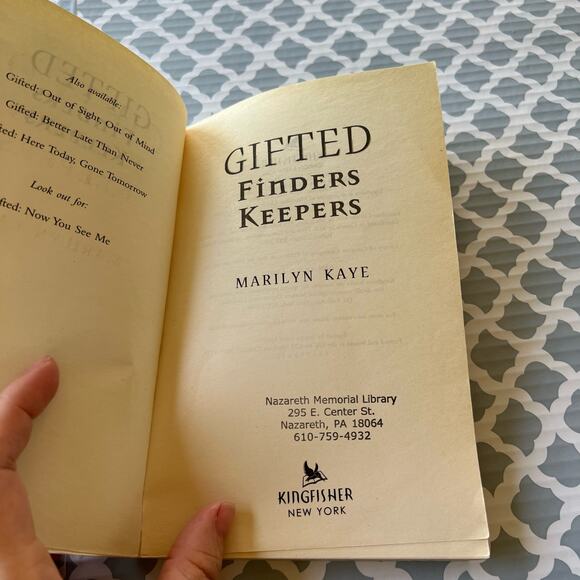 Also available:
Gifted: Out of Sight, Out of Mind
Gifted: Better Late Than Never
ted: Here Today, Gone Tomorrow
Look out for:
fted: Now You See Me
GIFTED
FINDERS
KEEPERS
MARILYN KAYE
Nazareth Memorial Library
295 E. Center St.
Nazareth, PA 18064
610-759-4932
KINGFISHER
NEW YORK